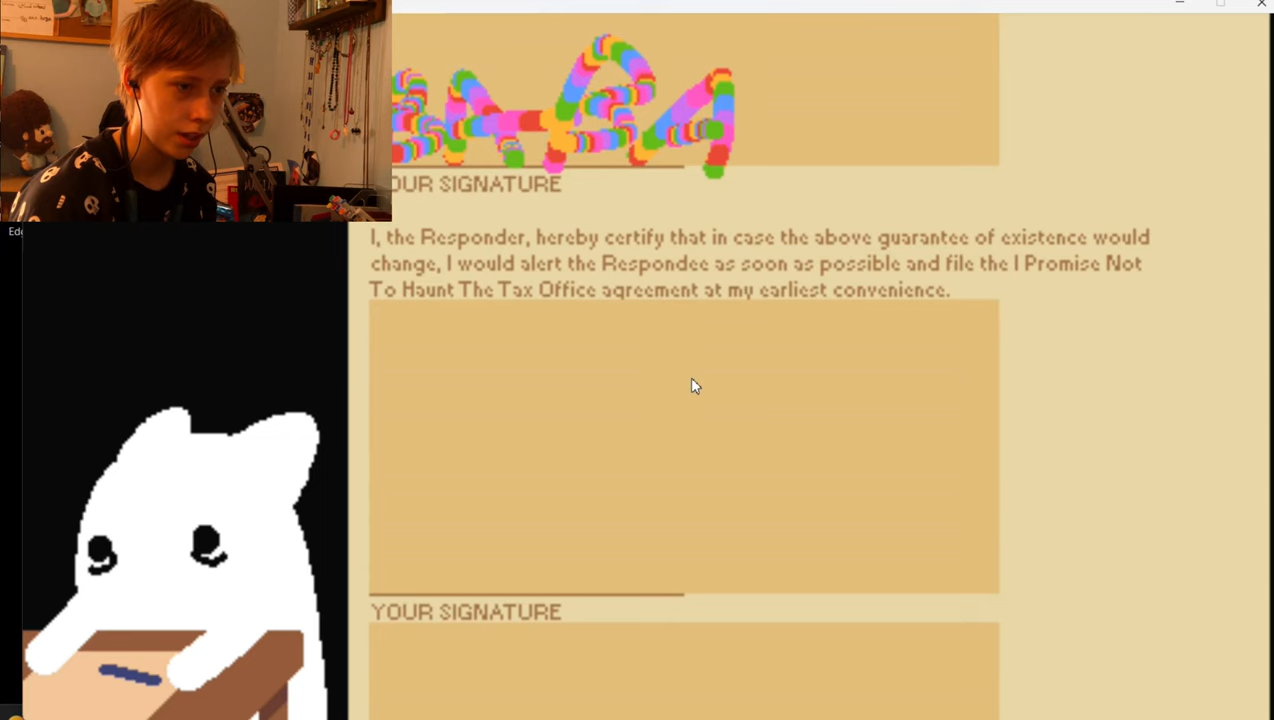 OUR SIGNATURE
I, the Responder, hereby certify that in case the above guarantee of existence would
change, I would alert the Respondee as soon as possible and file the I Promise Not
To Haunt The Tax Office agreement at my earliest convenience.
Ed
YOUR SIGNATURE